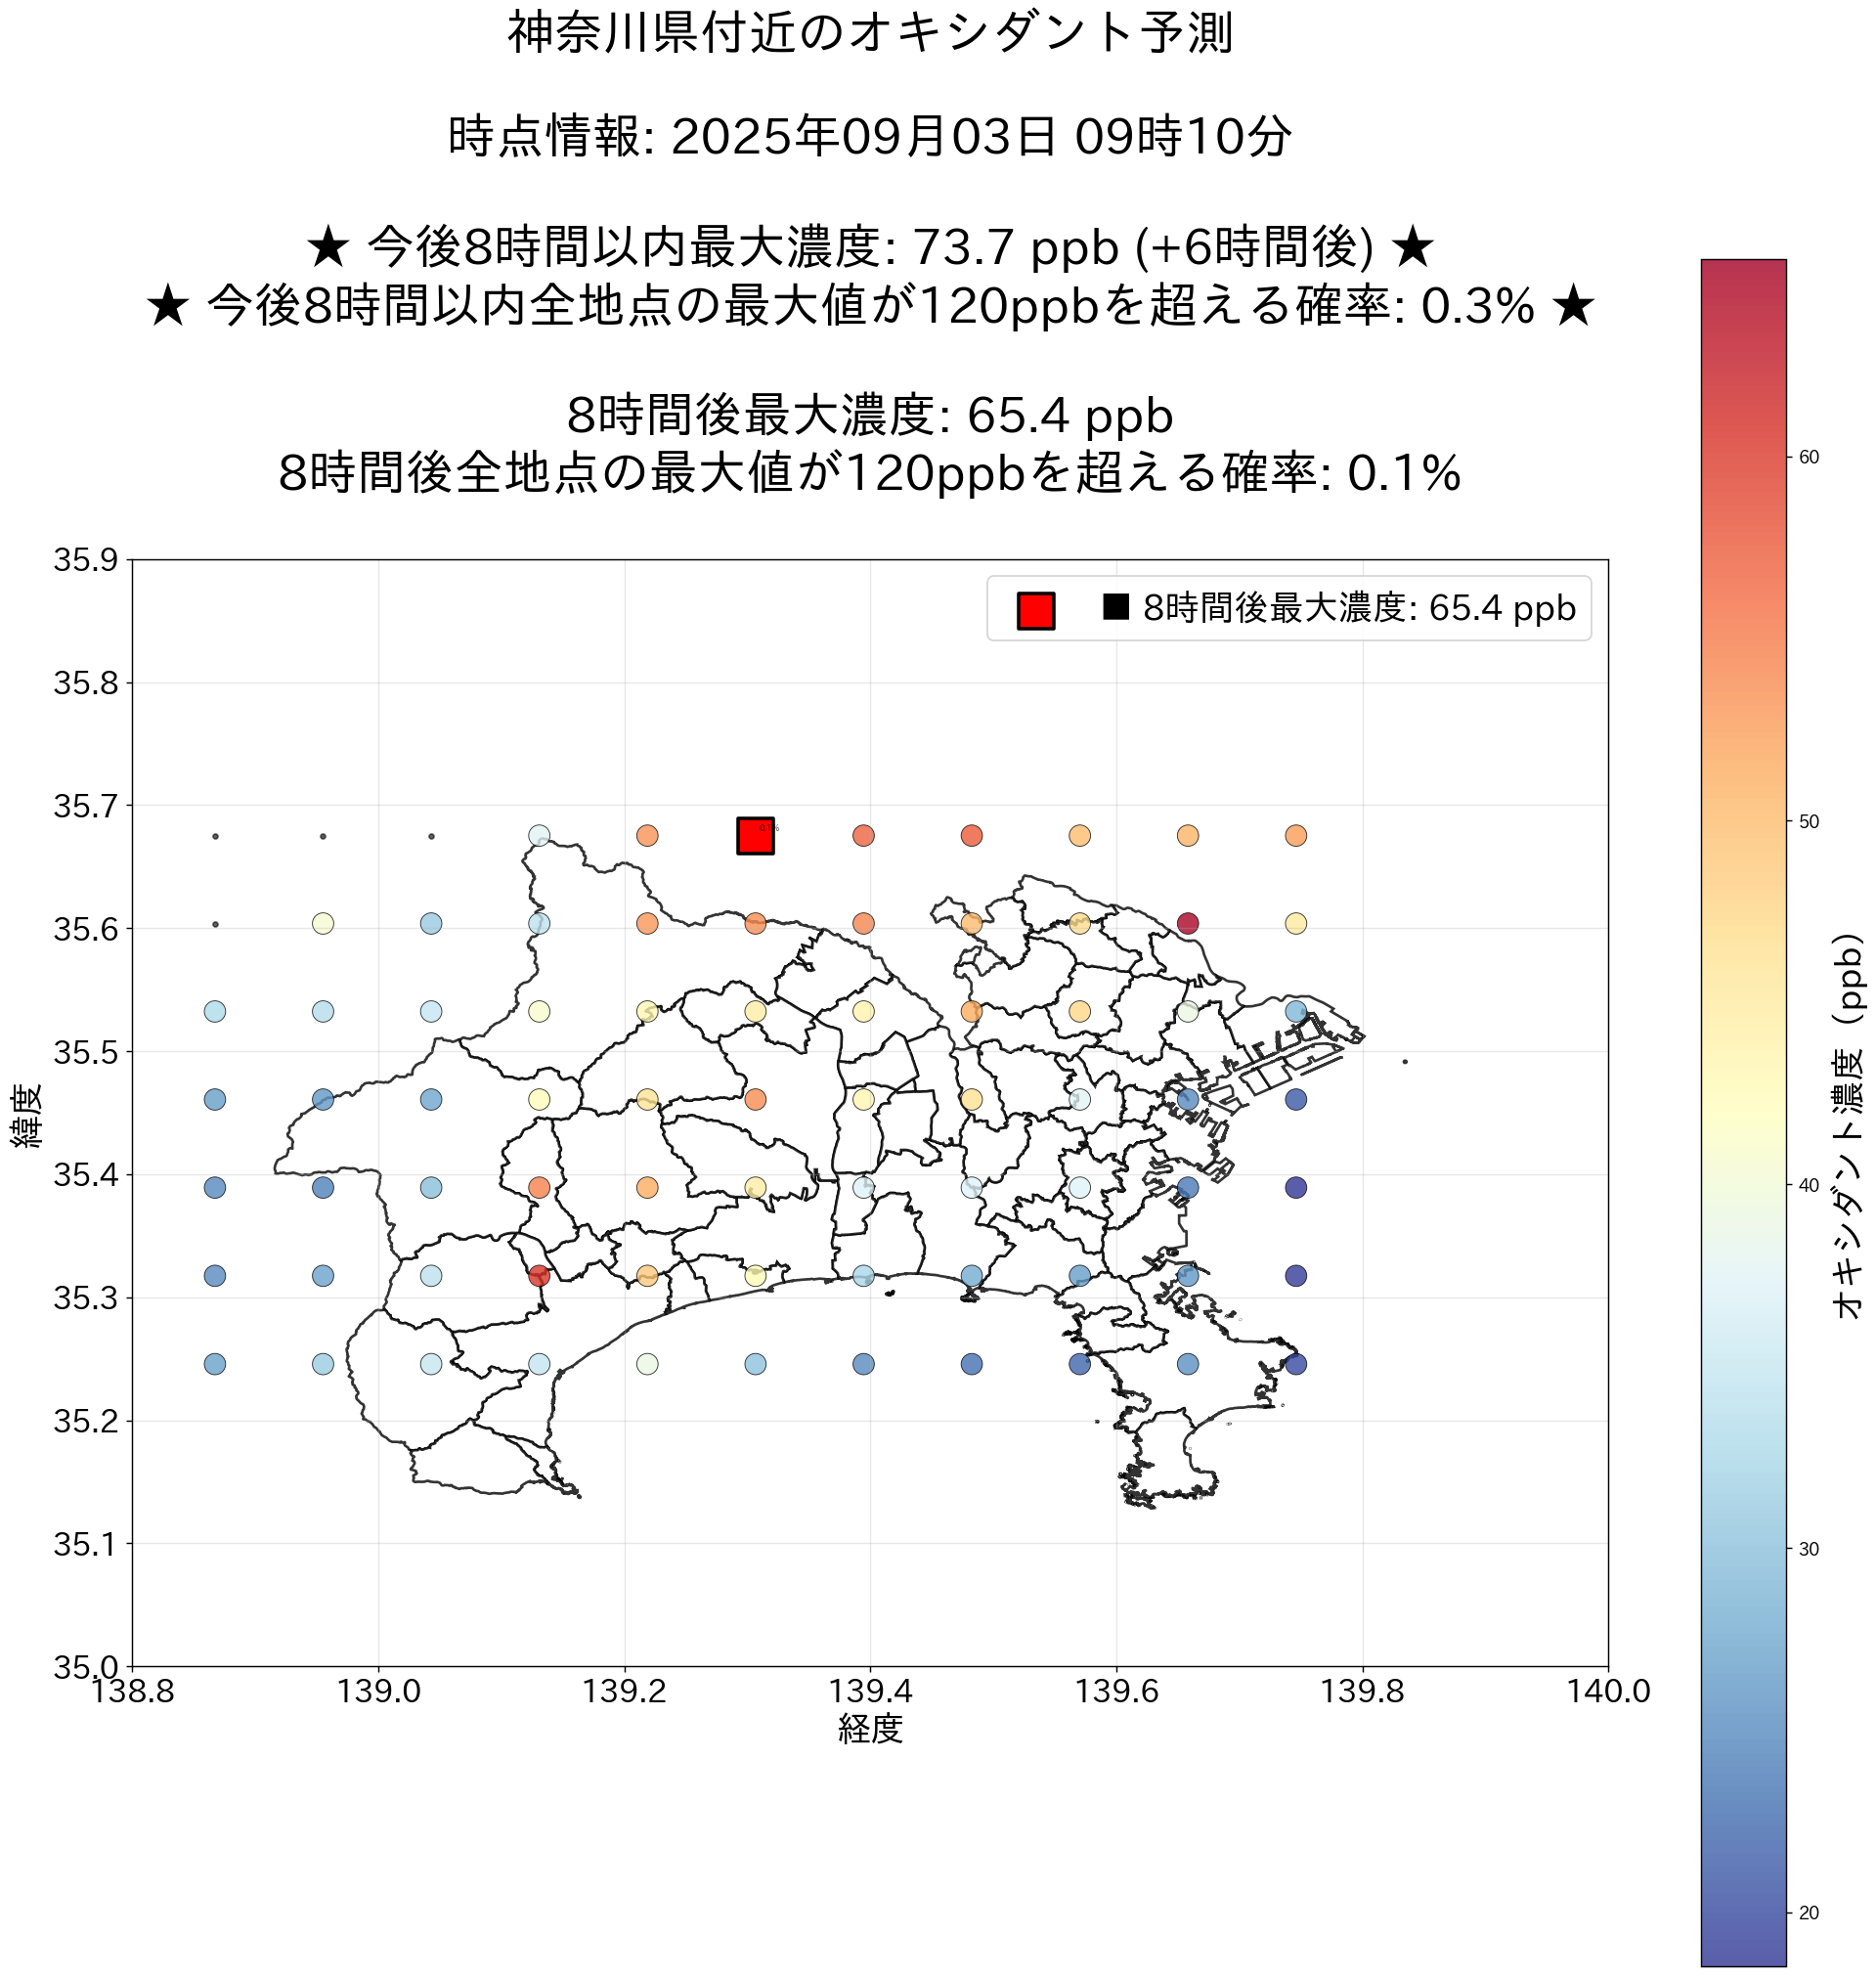 神奈川県付近のオキシダント予測
時点情報: 2025年09月03日 09時10分
★ 今後8時間以内最大濃度: 73.7 ppb (+6時間後) ★
★ 今後8時間以内全地点の最大値が120ppbを超える確率: 0.3% ★
8時間後最大濃度: 65.4 ppb
8時間後全地点の最大値が120ppbを超える確率: 0.1%
■ 8時間後最大濃度: 65.4 ppb
35.9
35.8
35.7
35.6
35.5
35.4
35.3
35.2
35.1
35.0
緯度
0.1%
138.8
139.0
139.2
139.4
139.6
139.8
140.0
経度
60
50
40
30
20
オキシダント濃度（ppb）